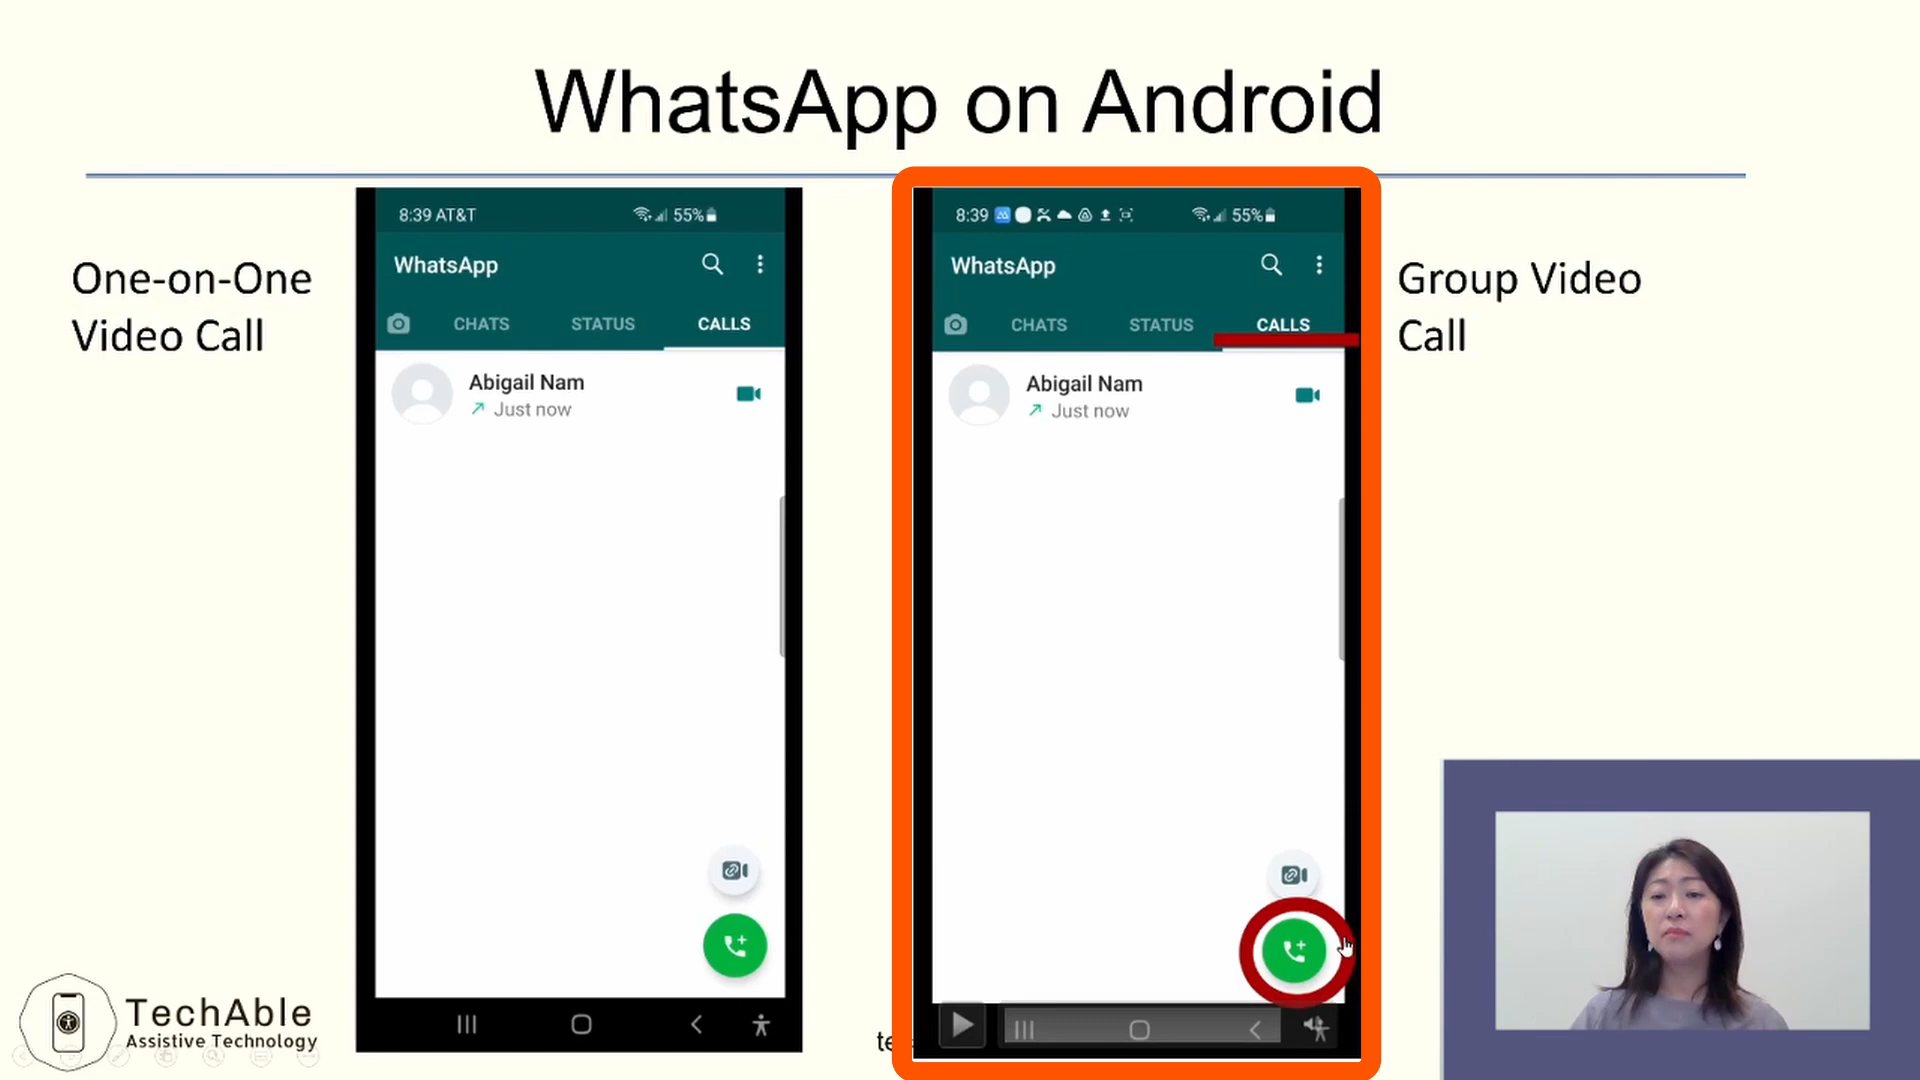 WhatsApp on Android
One-on-One
Video Call
8:39 AT&T 55%
WhatsApp
CHATS STATUS CALLS
Abigail Nam
Just now
8:39 55%
WhatsApp
CHATS STATUS CALLS
Abigail Nam
Just now
Group Video
Call
TechAble
Assistive Technology